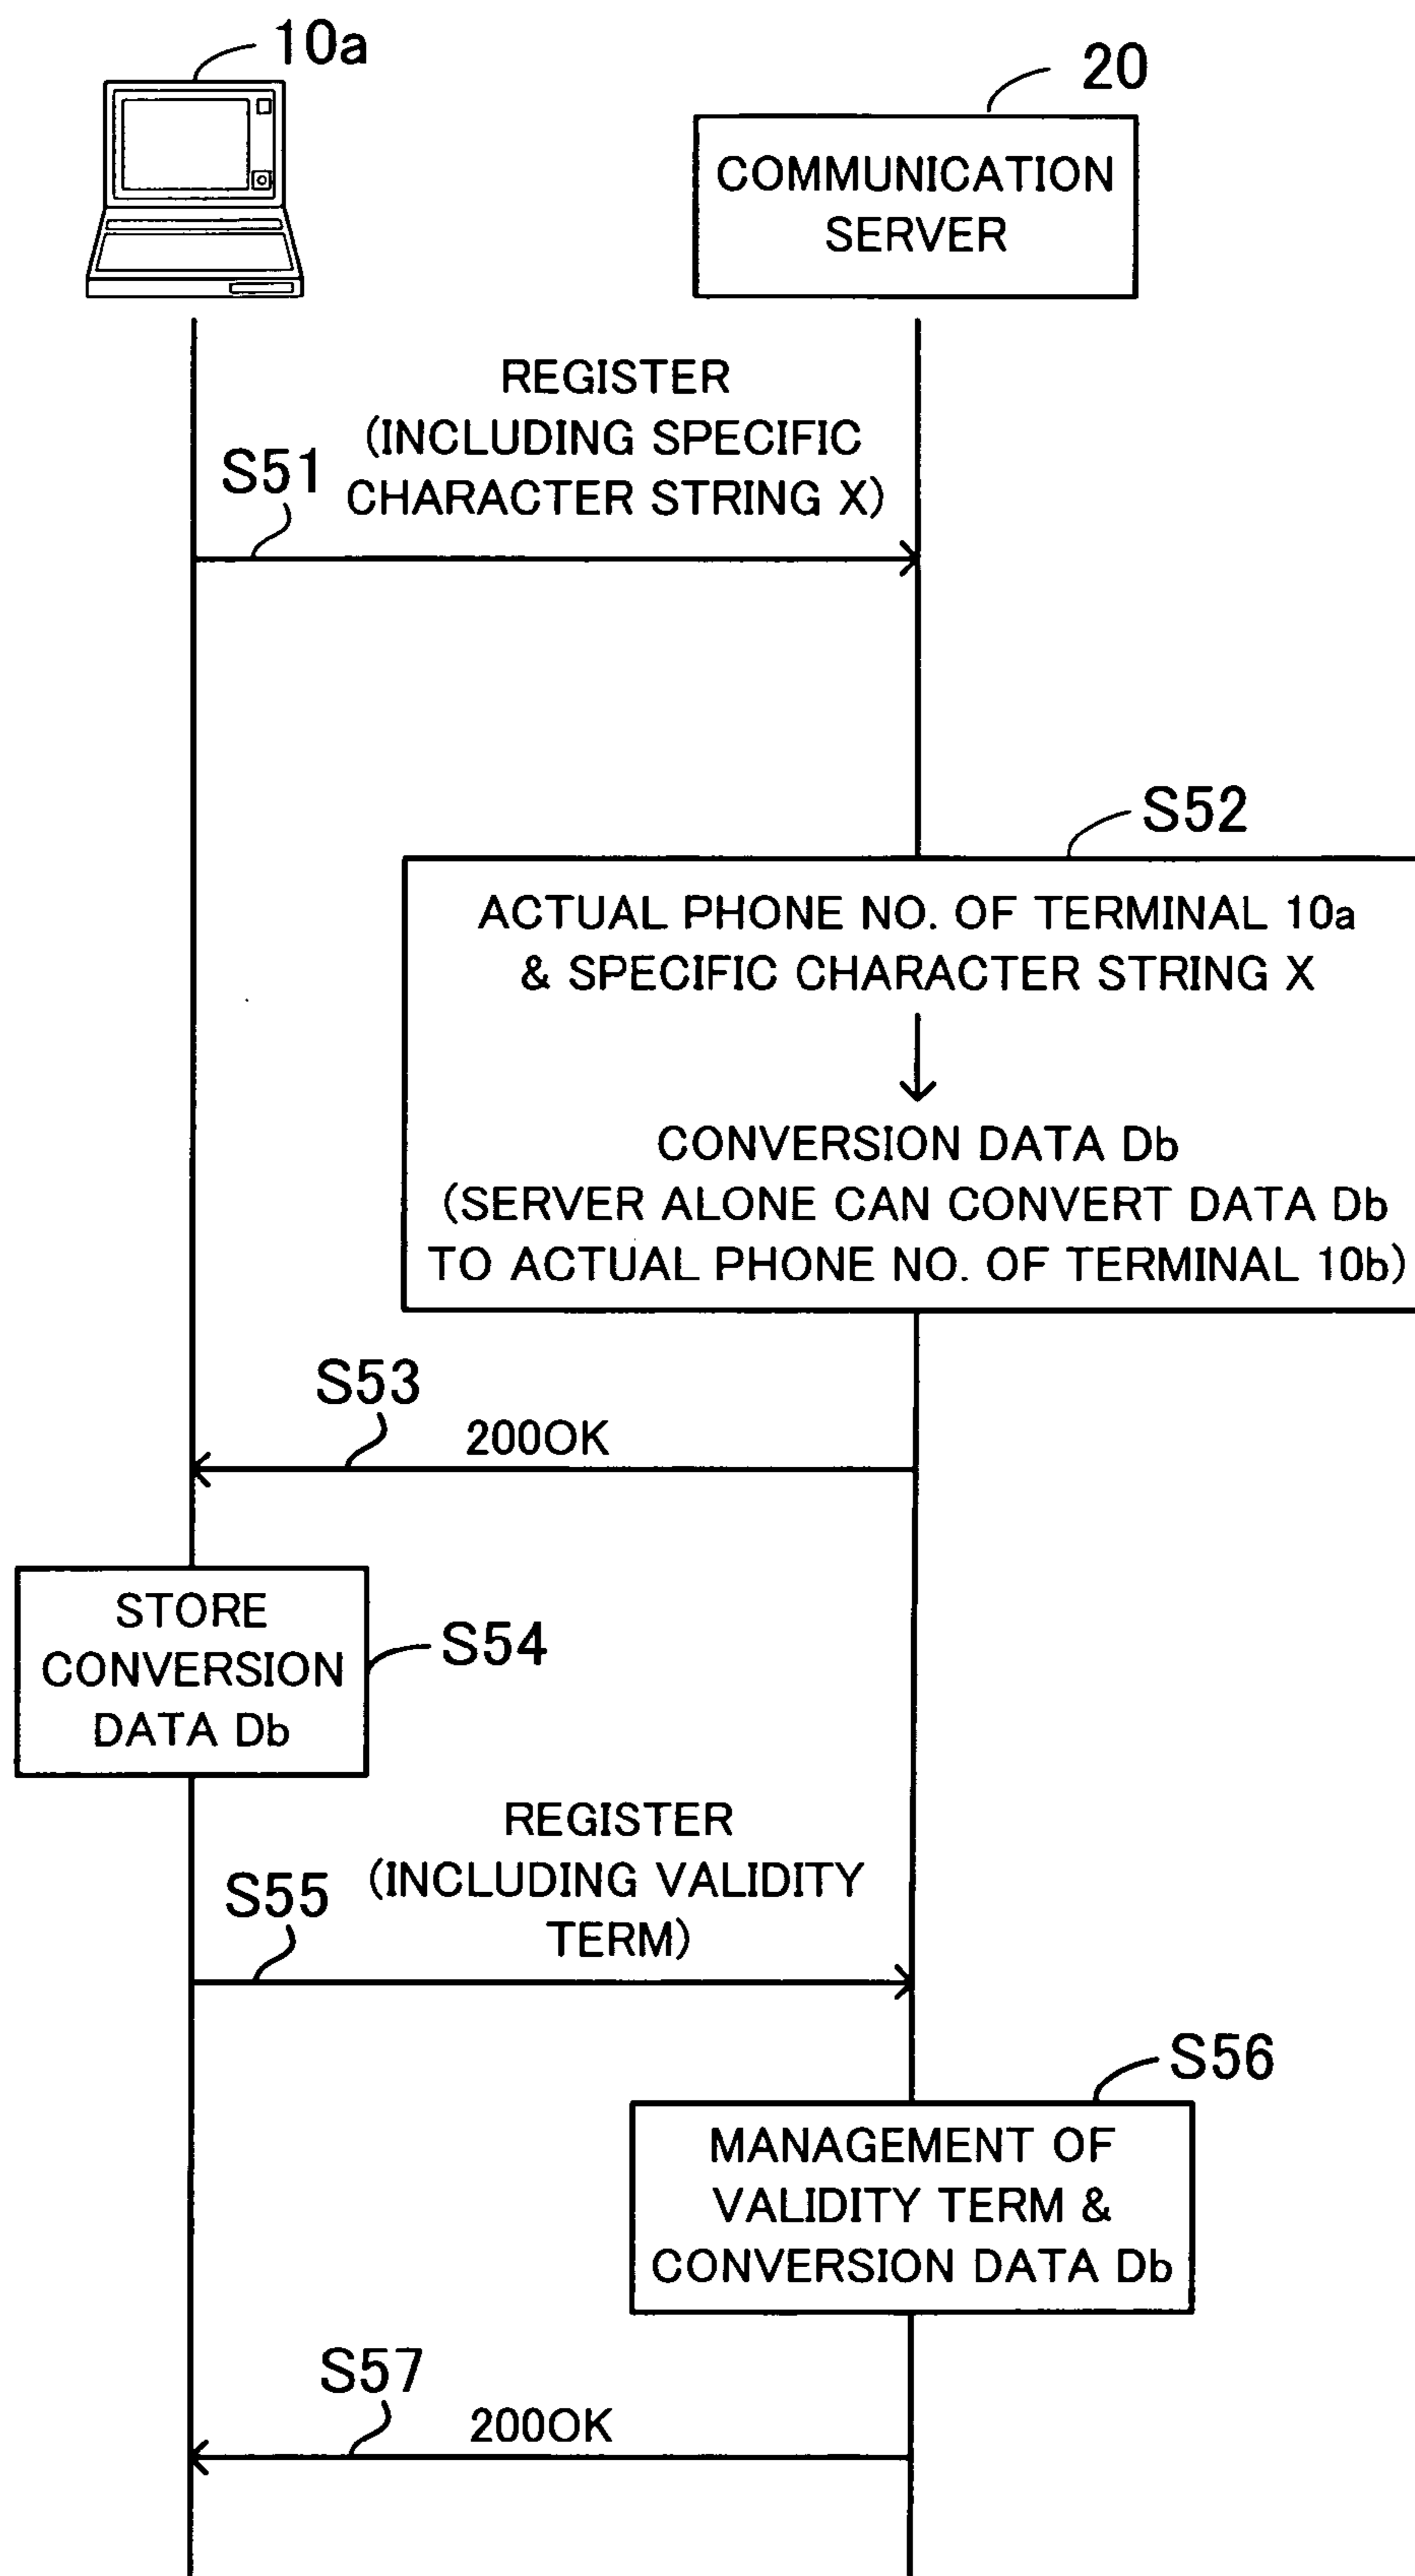 10a
20
COMMUNICATION
SERVER
REGISTER
(INCLUDING SPECIFIC
CHARACTER STRING X)
S51
S52
ACTUAL PHONE NO. OF TERMINAL 10a
& SPECIFIC CHARACTER STRING X
CONVERSION DATA Db
(SERVER ALONE CAN CONVERT DATA Db
TO ACTUAL PHONE NO. OF TERMINAL 10b)
S53
200OK
STORE
CONVERSION
DATA Db
S54
REGISTER
(INCLUDING VALIDITY
TERM)
S55
S56
MANAGEMENT OF
VALIDITY TERM &
CONVERSION DATA Db
S57
200OK